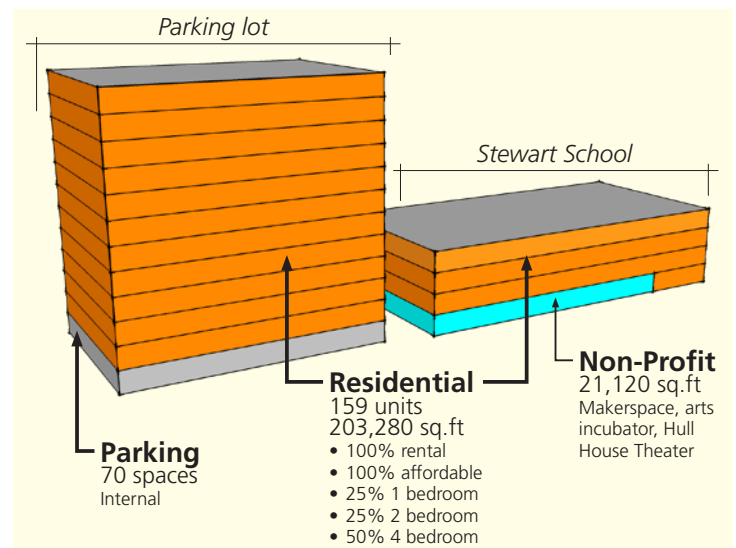 Parking lot
Stewart School
Residential
159 units
203,280 sq.ft
• 100% rental
• 100% affordable
• 25% 1 bedroom
• 25% 2 bedroom
• 50% 4 bedroom
Non-Profit
21,120 sq.ft
Makerspace, arts
incubator, Hull
House Theater
Parking
70 spaces
Internal